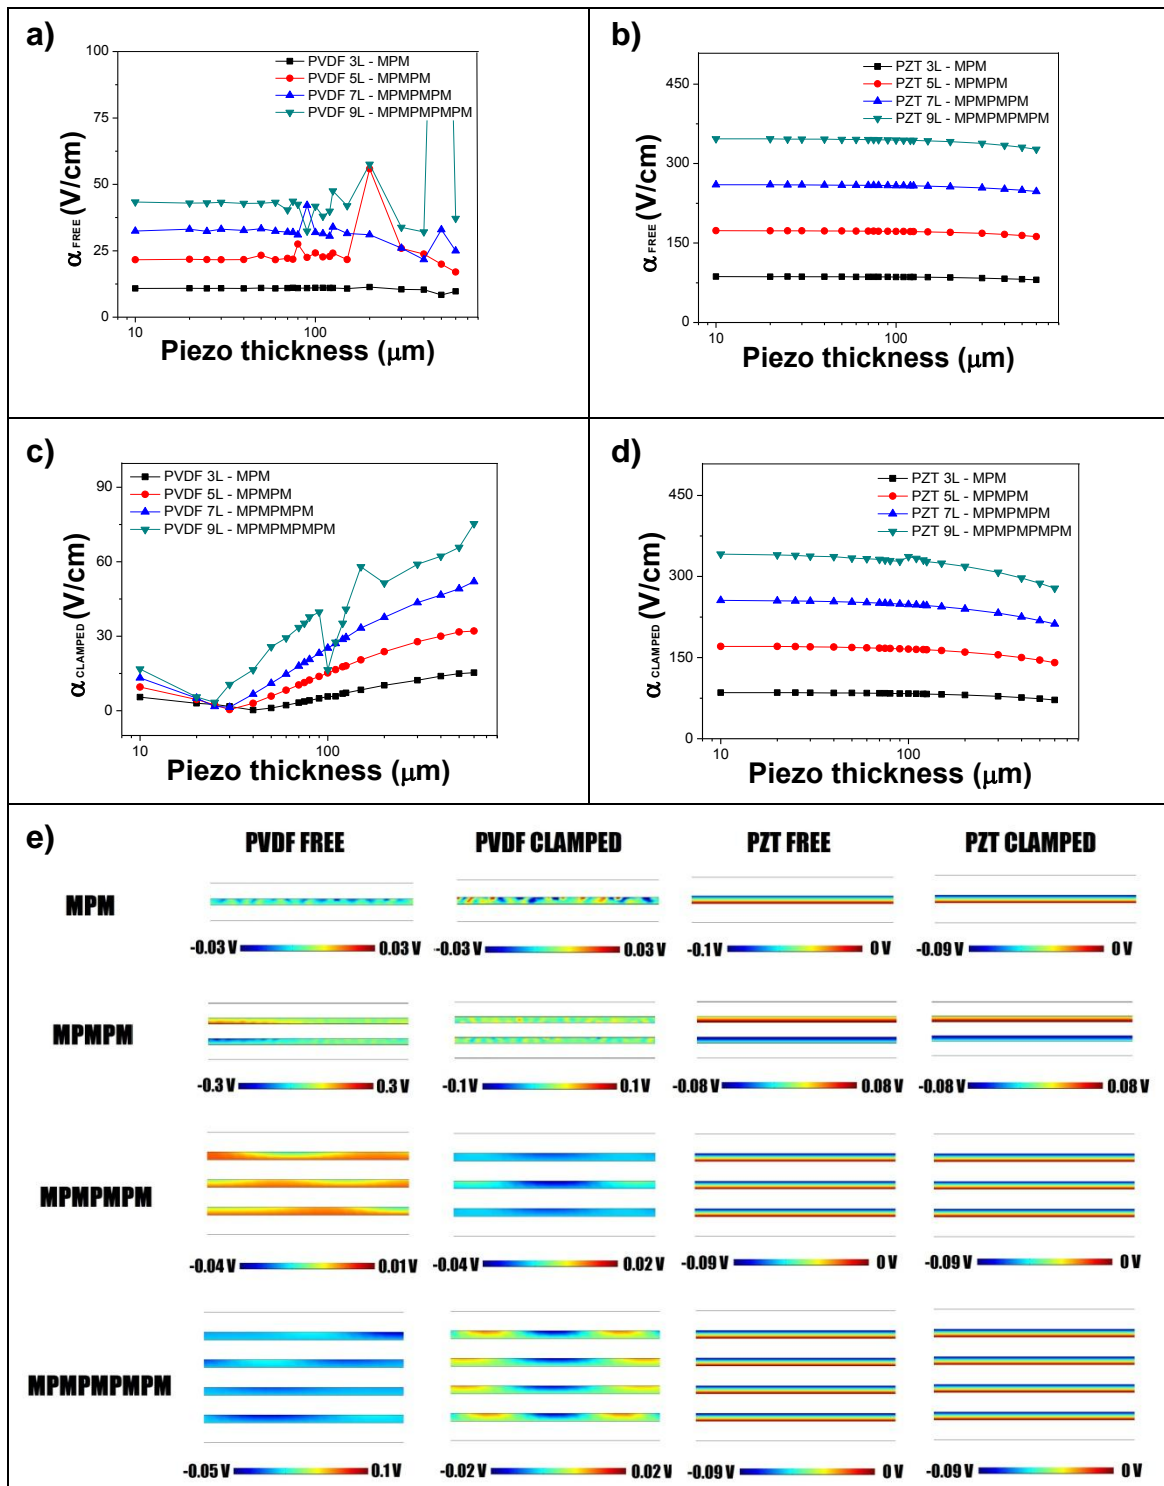 a)
100
75
50
25
0
10
100
α FREE (V/cm)
Piezo thickness (μm)
PVDF 3L - MPM
PVDF 5L - MPMPM
PVDF 7L - MPMPMPM
PVDF 9L - MPMPMPMPM
b)
450
300
150
0
10
100
α FREE (V/cm)
Piezo thickness (μm)
PZT 3L - MPM
PZT 5L - MPMPM
PZT 7L - MPMPMPM
PZT 9L - MPMPMPMPM
c)
90
60
30
0
10
100
α CLAMPED (V/cm)
Piezo thickness (μm)
PVDF 3L - MPM
PVDF 5L - MPMPM
PVDF 7L - MPMPMPM
PVDF 9L - MPMPMPMPM
d)
450
300
150
0
10
100
α CLAMPED (V/cm)
Piezo thickness (μm)
PZT 3L - MPM
PZT 5L - MPMPM
PZT 7L - MPMPMPM
PZT 9L - MPMPMPMPM
e)
PVDF FREE PVDF CLAMPED PZT FREE PZT CLAMPED
MPM
-0.03 V 0.03 V -0.03 V 0.03 V -0.1 V 0 V -0.09 V 0 V
MPMPM
-0.3 V 0.3 V -0.1 V 0.1 V -0.08 V 0.08 V -0.08 V 0.08 V
MPMPMPM
-0.04 V 0.01 V -0.04 V 0.02 V -0.09 V 0 V -0.09 V 0 V
MPMPMPMPM
-0.05 V 0.1 V -0.02 V 0.02 V -0.09 V 0 V -0.09 V 0 V